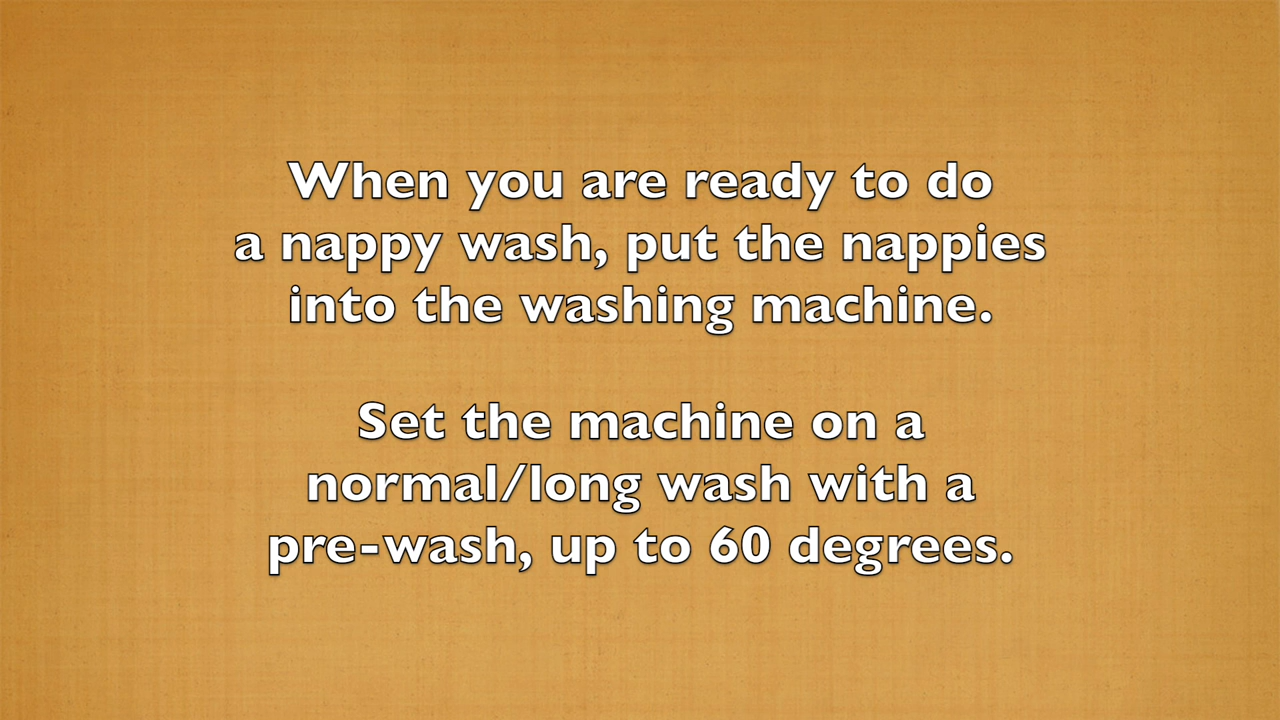 When you are ready to do
a nappy wash, put the nappies
into the washing machine.
Set the machine on a
normal/long wash with a
pre-wash, up to 60 degrees.